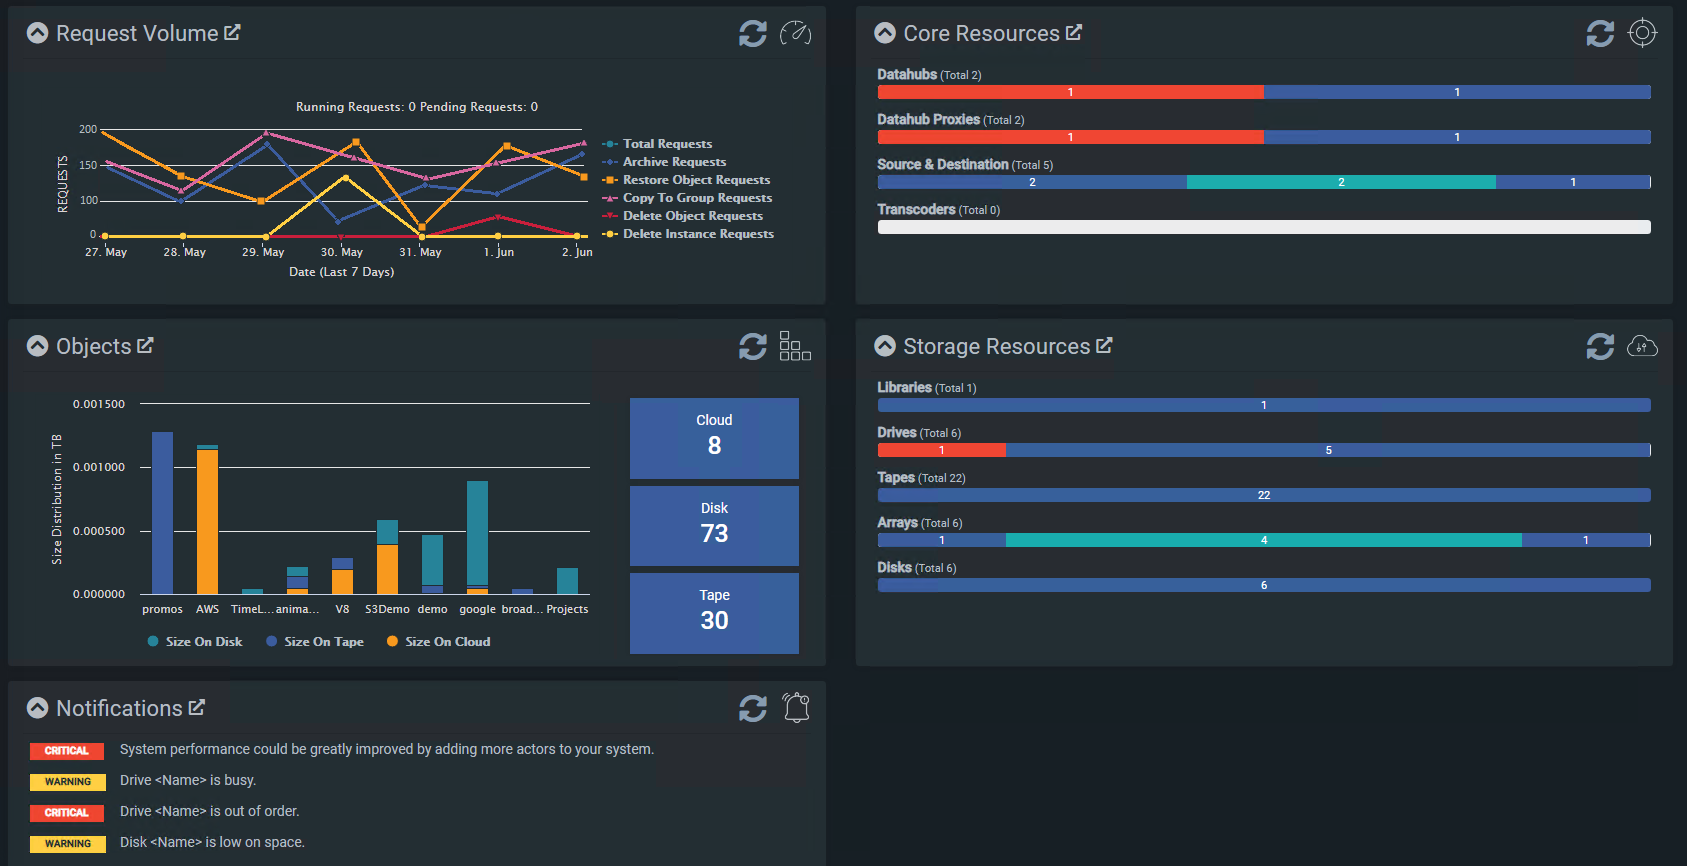 Request Volume
Running Requests: 0 Pending Requests: 0
REQUESTS
200
150
100
0
27. May 28. May 29. May 30. May 31. May 1. Jun 2. Jun
Date (Last 7 Days)
Total Requests
Archive Requests
Restore Object Requests
Copy To Group Requests
Delete Object Requests
Delete Instance Requests
Core Resources
Datahubs (Total 2)
1 1
Datahub Proxies (Total 2)
1 1
Source & Destination (Total 5)
2 2 1
Transcoders (Total 0)
Objects
Size Distribution in TB
0.001500
0.001000
0.000500
0.000000
promos AWS TimeL... anima... V8 S3Demo demo google broad... Projects
Size On Disk Size On Tape Size On Cloud
Cloud
8
Disk
73
Tape
30
Storage Resources
Libraries (Total 1)
1
Drives (Total 6)
1 5
Tapes (Total 22)
22
Arrays (Total 6)
1 4 1
Disks (Total 6)
6
Notifications
CRITICAL System performance could be greatly improved by adding more actors to your system.
WARNING Drive <Name> is busy.
CRITICAL Drive <Name> is out of order.
WARNING Disk <Name> is low on space.